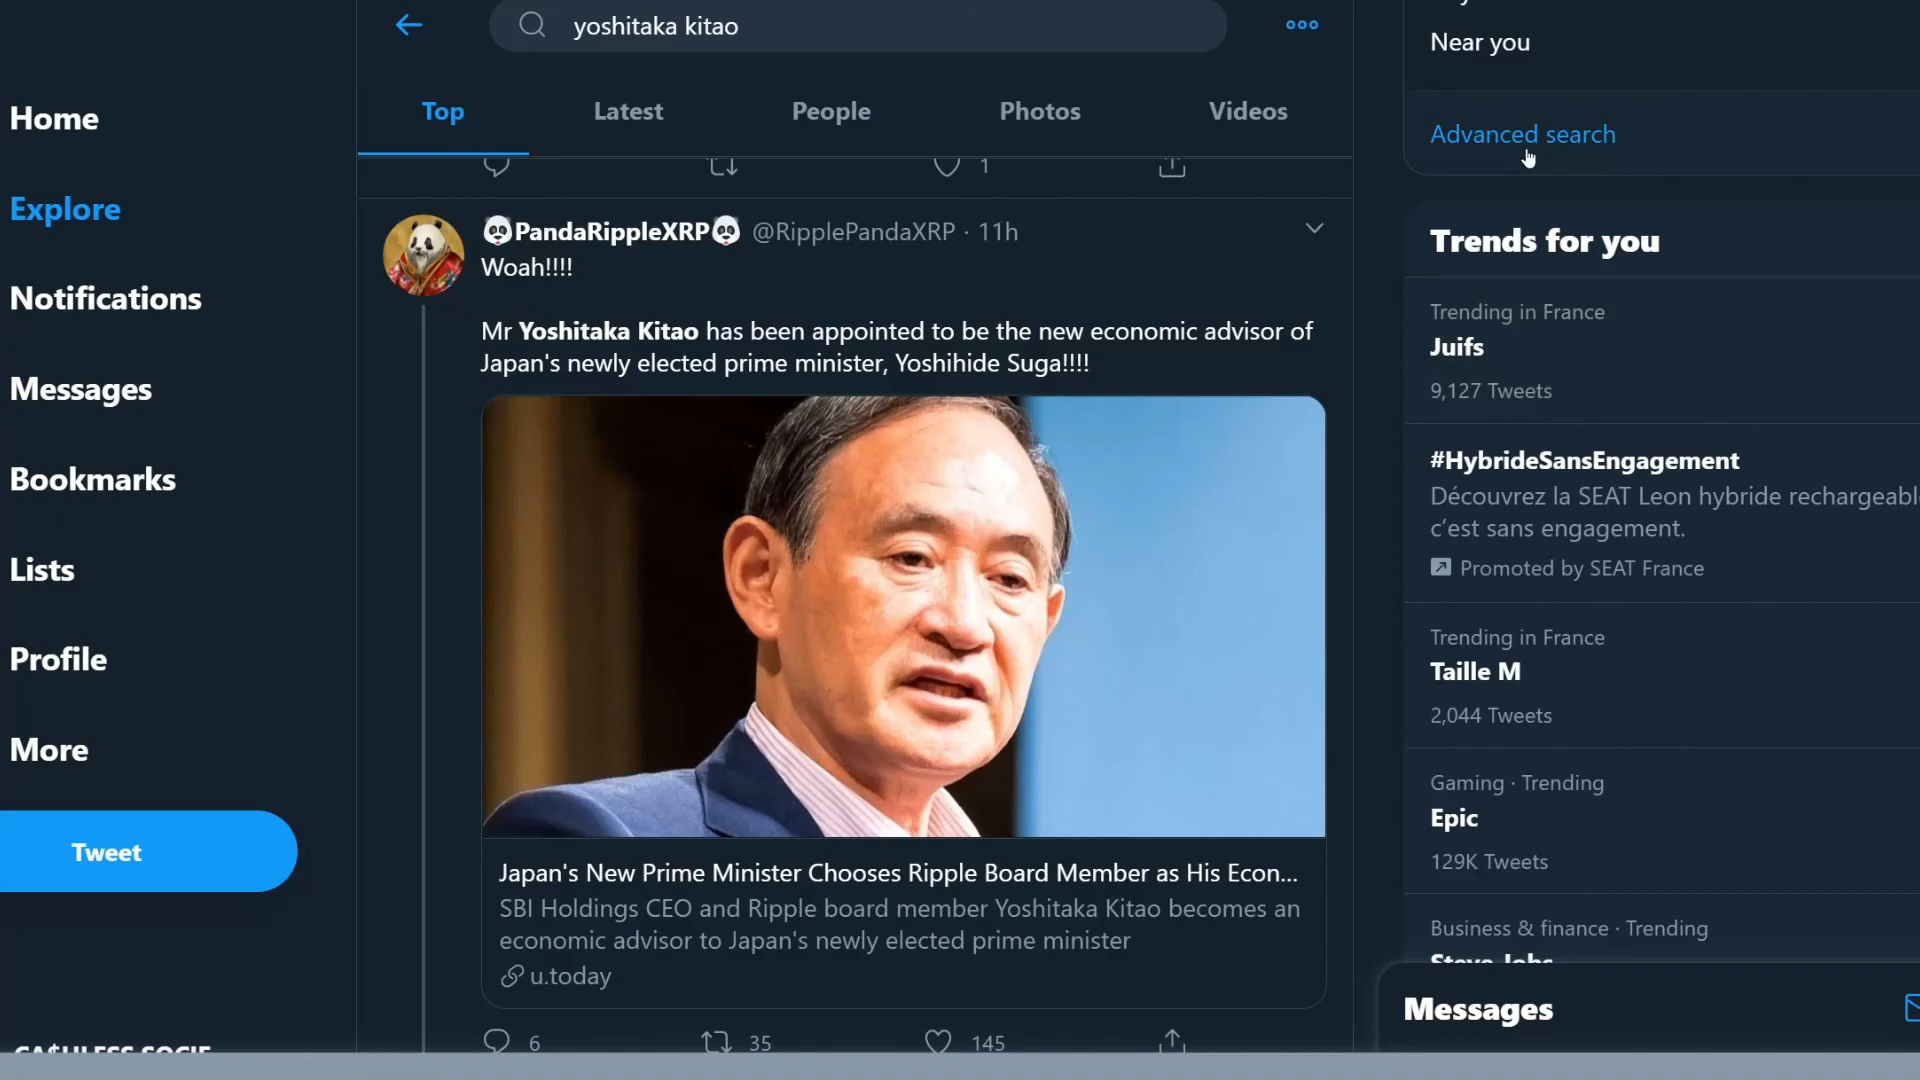 yoshitaka kitao
Near you
Top
Latest
People
Photos
Videos
Advanced search
Home
Explore
Notifications
Messages
Bookmarks
Lists
Profile
More
Tweet
1
PandaRippleXRP @RipplePandaXRP · 11h
Woah!!!!
Mr Yoshitaka Kitao has been appointed to be the new economic advisor of
Japan's newly elected prime minister, Yoshihide Suga!!!!
Japan's New Prime Minister Chooses Ripple Board Member as His Econ...
SBI Holdings CEO and Ripple board member Yoshitaka Kitao becomes an
economic advisor to Japan's newly elected prime minister
u.today
6
35
145
Trends for you
Trending in France
Juifs
9,127 Tweets
#HybrideSansEngagement
Découvrez la SEAT Leon hybride rechargeabl
c'est sans engagement.
Promoted by SEAT France
Trending in France
Taille M
2,044 Tweets
Gaming · Trending
Epic
129K Tweets
Business & finance · Trending
Steve Jobs
Messages
CA$HLESS SOCIE